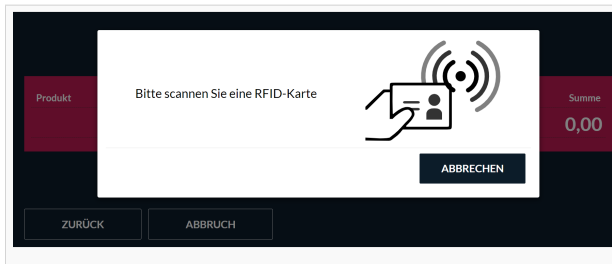 Bitte scannen Sie eine RFID-Karte
Produkt
Summe
0,00
ABBRECHEN
ZURÜCK
ABBRUCH